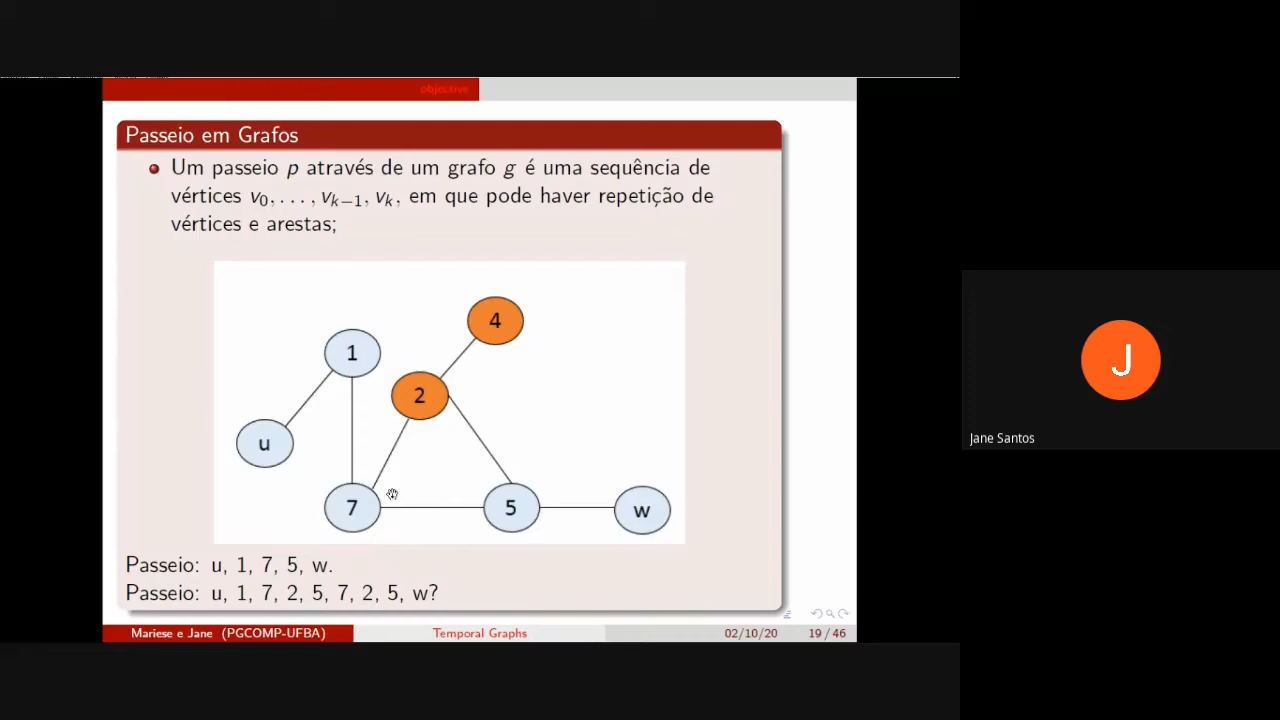 objective
Passeio em Grafos
Um passeio p através de um grafo g é uma sequência de
vértices v₀, . . . , vₖ₋₁, vₖ, em que pode haver repetição de
vértices e arestas;
4
1
2
u
7
5
w
Passeio: u, 1, 7, 5, w.
Passeio: u, 1, 7, 2, 5, 7, 2, 5, w?
Mariese e Jane (PGCOMP-UFBA)
Temporal Graphs
02/10/20
19 / 46
J
Jane Santos